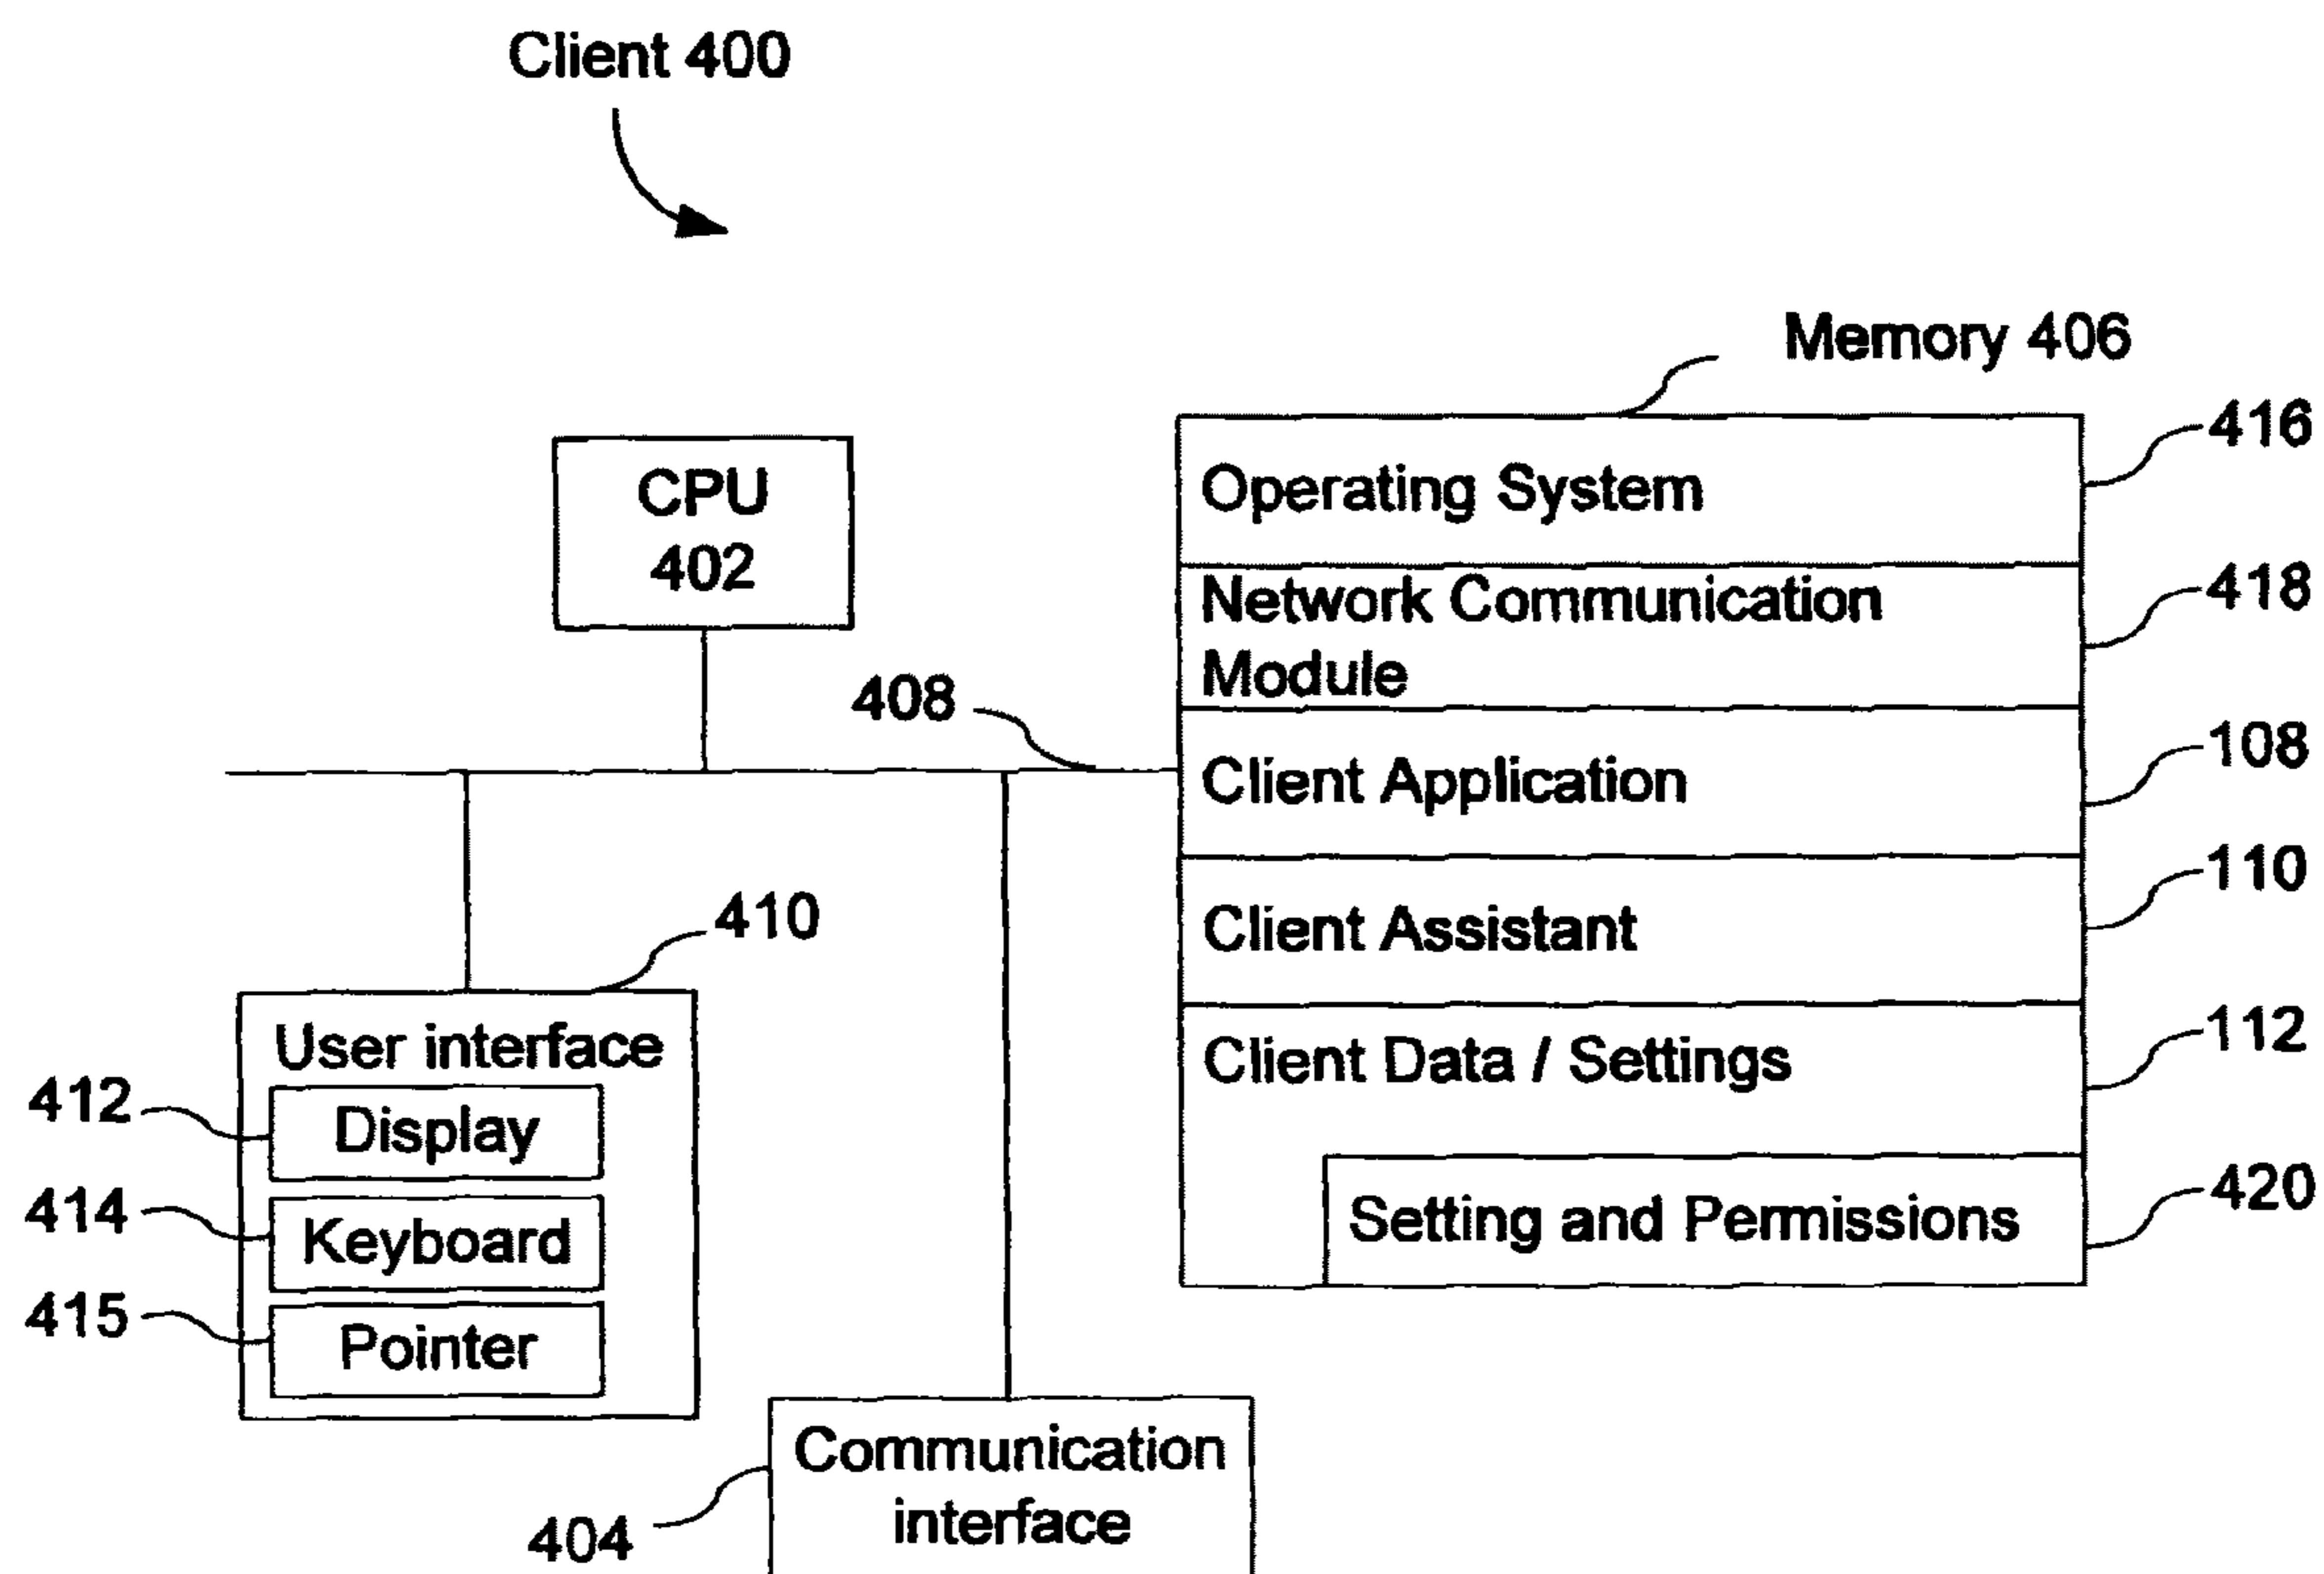 Client 400
Memory 406
416
CPU
402
Operating System
Network Communication
Module
418
408
Client Application
108
Client Assistant
110
410
User interface
Client Data / Settings
112
412
Display
414
Keyboard
Setting and Permissions
420
415
Pointer
Communication
interface
404